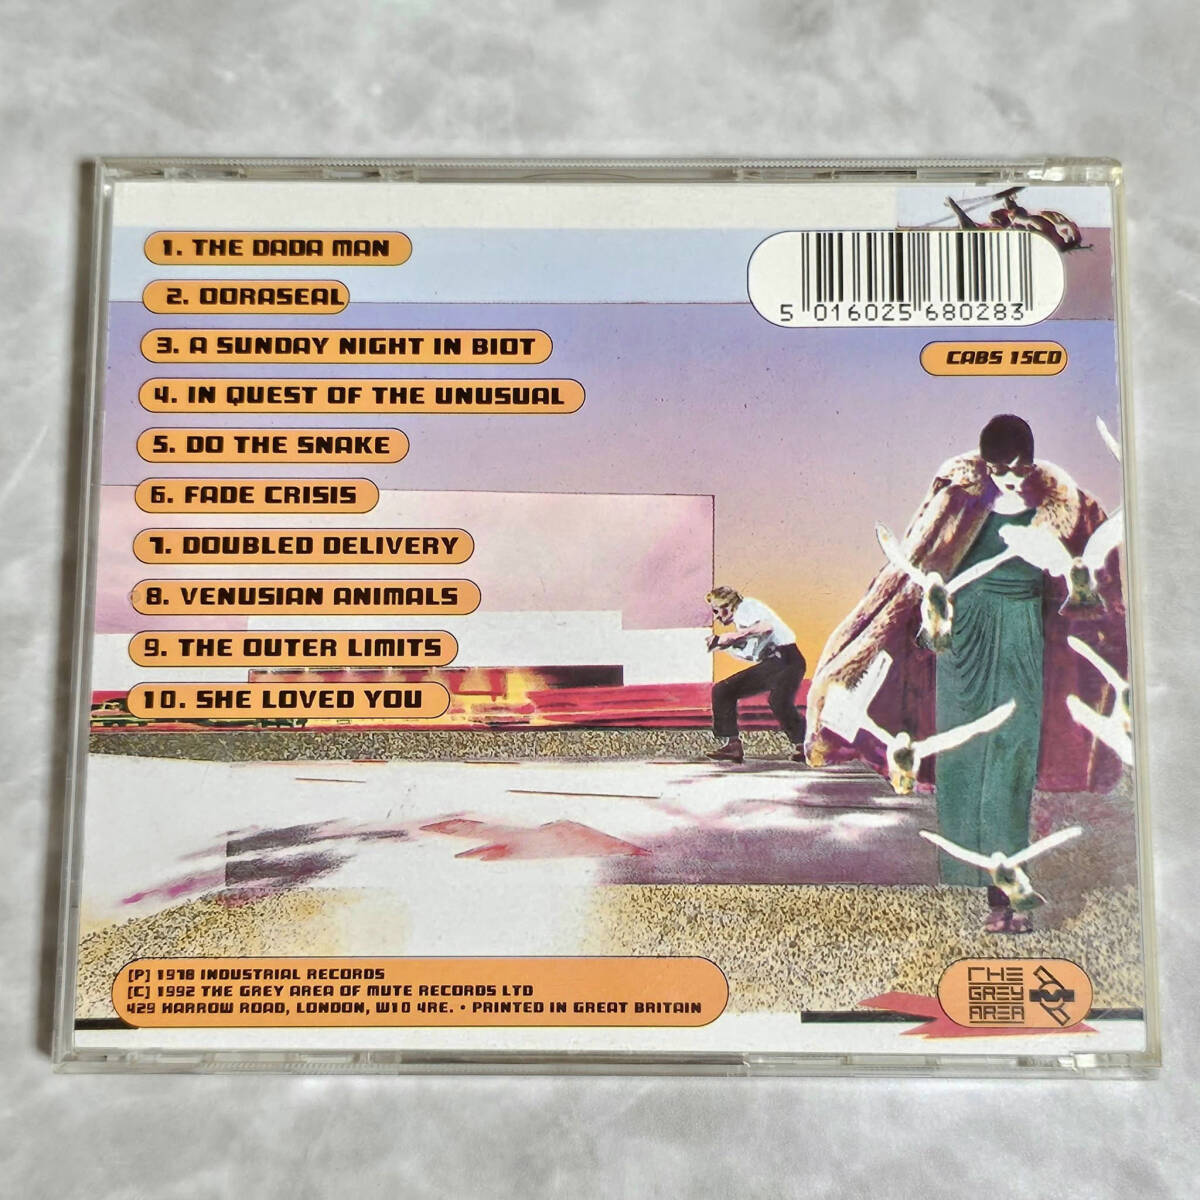 1. THE DADA MAN
2. OORASEAL
3. A SUNDAY NIGHT IN BIOT
4. IN QUEST OF THE UNUSUAL
5. DO THE SNAKE
6. FADE CRISIS
7. DOUBLED DELIVERY
8. VENUSIAN ANIMALS
9. THE OUTER LIMITS
10. SHE LOVED YOU
5 016025 680283
CABS 15CD
[P] 1978 INDUSTRIAL RECORDS
[C] 1992 THE GREY AREA OF MUTE RECORDS LTD
429 HARROW ROAD, LONDON, W10 4RE. • PRINTED IN GREAT BRITAIN
THE
GREY
AREA